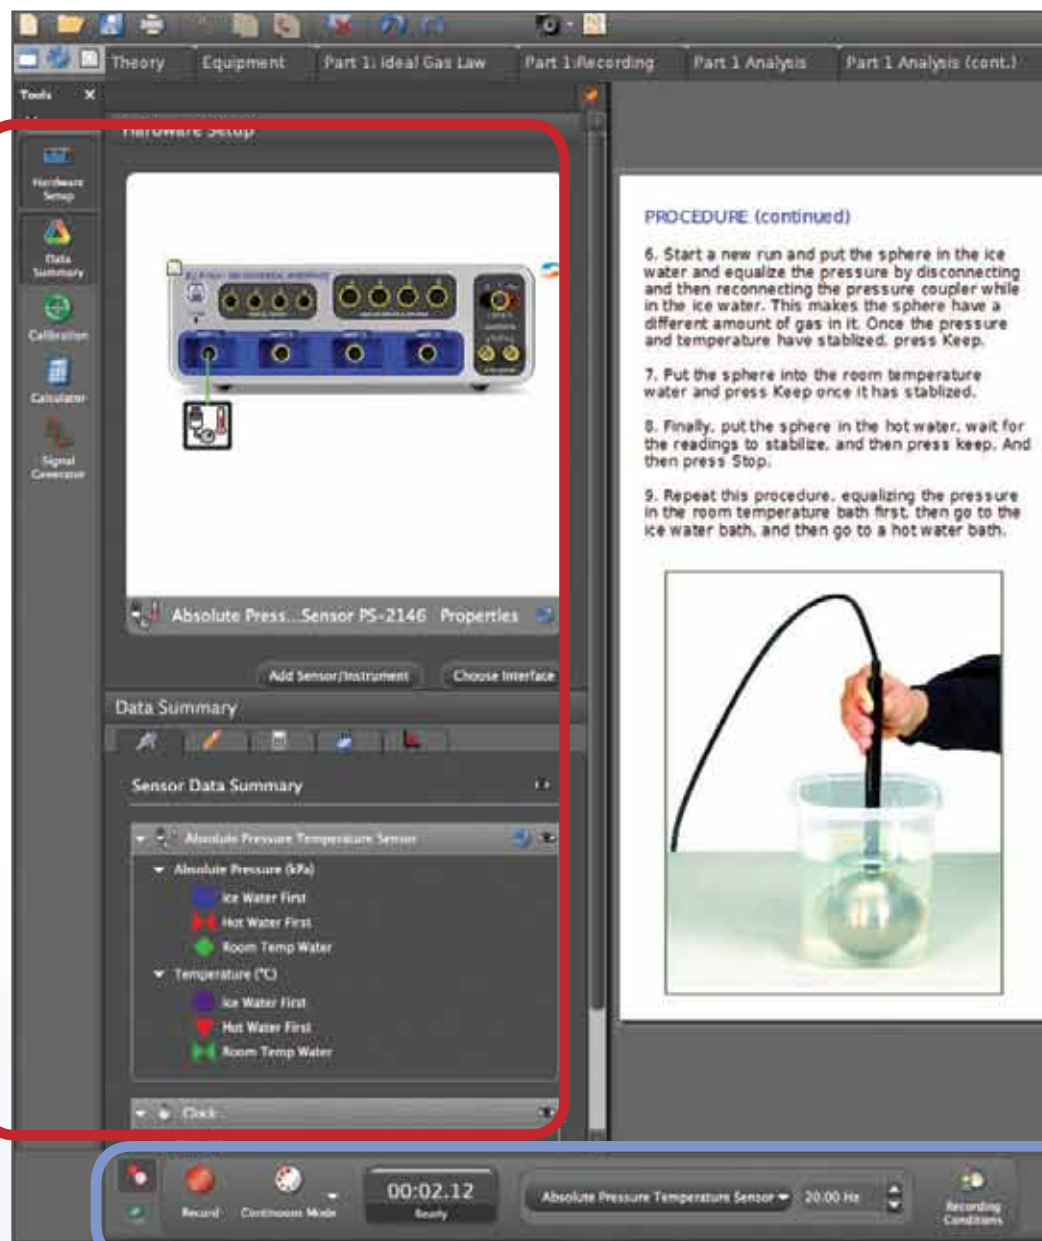 Theory Equipment Part 1: Ideal Gas Law Part 1:Recording Part 1 Analysis Part 1 Analysis (cont.)
Tools X
Hardware Setup
Hardware
Setup
Data
Summary
Calibration
Calculator
Signal
Generator
Absolute Press...Sensor PS-2146 Properties
Add Sensor/Instrument Choose Interface
Data Summary
Sensor Data Summary
Absolute Pressure Temperature Sensor
Absolute Pressure (kPa)
Ice Water First
Hot Water First
Room Temp Water
Temperature (°C)
Ice Water First
Hot Water First
Room Temp Water
Clock
PROCEDURE (continued)
6. Start a new run and put the sphere in the ice
water and equalize the pressure by disconnecting
and then reconnecting the pressure coupler while
in the ice water. This makes the sphere have a
different amount of gas in it. Once the pressure
and temperature have stablized, press Keep.
7. Put the sphere into the room temperature
water and press Keep once it has stablized.
8. Finally, put the sphere in the hot water, wait for
the readings to stabilize, and then press keep. And
then press Stop.
9. Repeat this procedure, equalizing the pressure
in the room temperature bath first, then go to the
ice water bath, and then go to a hot water bath.
Record Continuous Mode 00:02.12
Ready
Absolute Pressure Temperature Sensor 20.00 Hz
Recording
Conditions